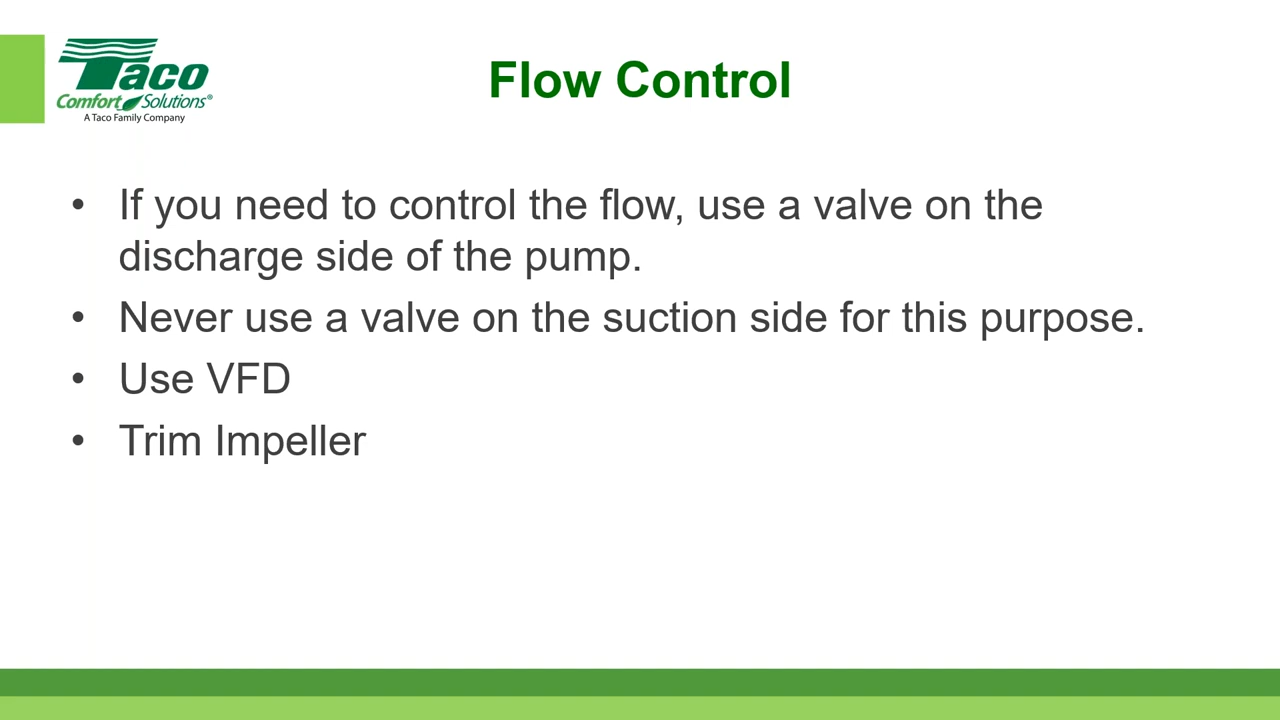 Taco
Comfort Solutions®
A Taco Family Company
Flow Control
• If you need to control the flow, use a valve on the
discharge side of the pump.
• Never use a valve on the suction side for this purpose.
• Use VFD
• Trim Impeller